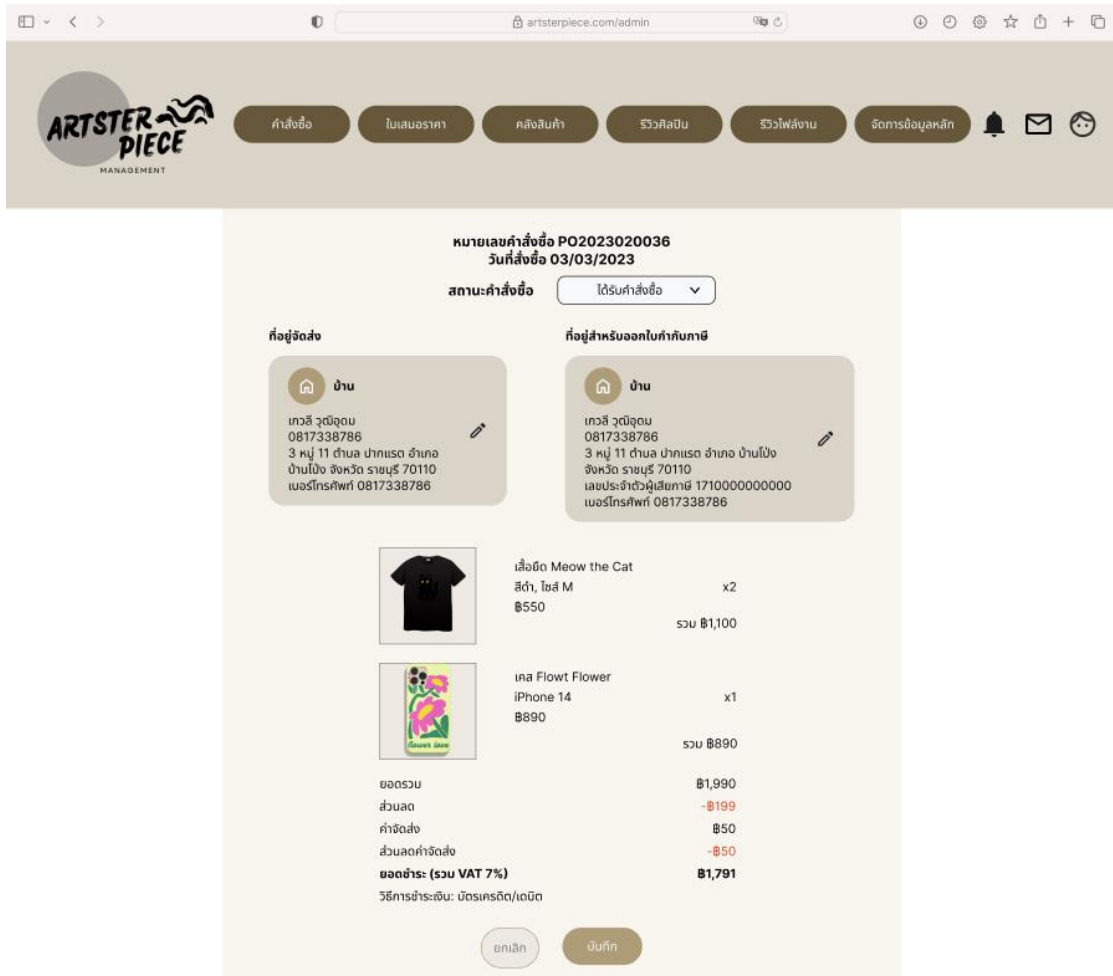 artsterpiece.com/admin
ARTSTER
PIECE
MANAGEMENT
คำสั่งซื้อ
ใบเสนอราคา
คลังสินค้า
รีวิวศิลปิน
รีวิวไฟล์งาน
จัดการข้อมูลหลัก
หมายเลขคำสั่งซื้อ PO2023020036
วันที่สั่งซื้อ 03/03/2023
สถานะคำสั่งซื้อ ได้รับคำสั่งซื้อ
ที่อยู่จัดส่ง
บ้าน
เกวลี วุฒิอุดม
0817338786
3 หมู่ 11 ตำบล ปากแรต อำเภอ
บ้านโป่ง จังหวัด ราชบุรี 70110
เบอร์โทรศัพท์ 0817338786
ที่อยู่สำหรับออกใบกำกับภาษี
บ้าน
เกวลี วุฒิอุดม
0817338786
3 หมู่ 11 ตำบล ปากแรต อำเภอ บ้านโป่ง
จังหวัด ราชบุรี 70110
เลขประจำตัวผู้เสียภาษี 1710000000000
เบอร์โทรศัพท์ 0817338786
เสื้อยืด Meow the Cat
สีดำ, ไซส์ M x2
฿550
รวม ฿1,100
flower love
เคส Flowt Flower
iPhone 14 x1
฿890
รวม ฿890
ยอดรวม ฿1,990
ส่วนลด -฿199
ค่าจัดส่ง ฿50
ส่วนลดค่าจัดส่ง -฿50
ยอดชำระ (รวม VAT 7%) ฿1,791
วิธีการชำระเงิน: บัตรเครดิต/เดบิต
ยกเลิก
บันทึก